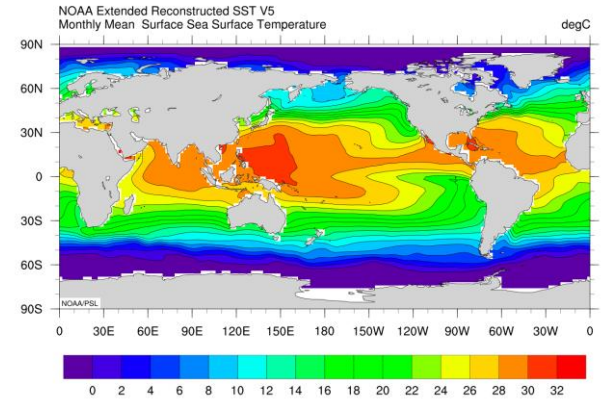 NOAA Extended Reconstructed SST V5
Monthly Mean Surface Sea Surface Temperature
degC
90N
60N
30N
0
30S
60S
90S
NOAA/PSL
0 30E 60E 90E 120E 150E 180 150W 120W 90W 60W 30W 0
0 2 4 6 8 10 12 14 16 18 20 22 24 26 28 30 32